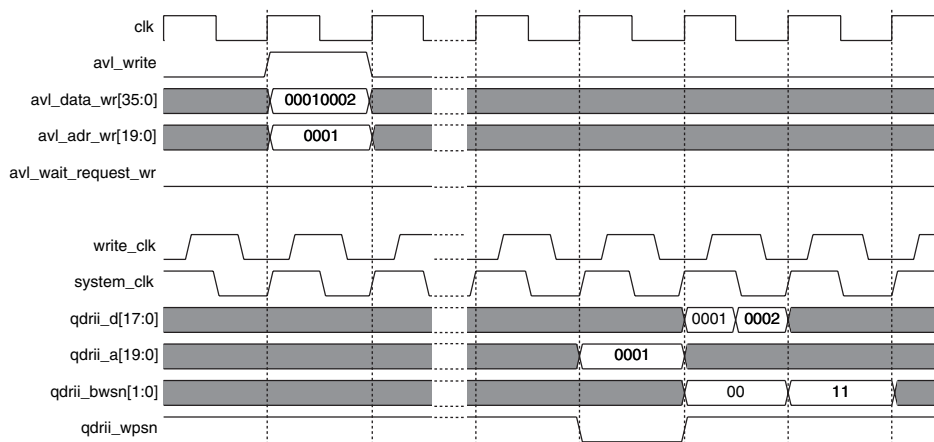 clk
avl_write
avl_data_wr[35:0] 00010002
avl_adr_wr[19:0] 0001
avl_wait_request_wr
write_clk
system_clk
qdrii_d[17:0] 0001 0002
qdrii_a[19:0] 0001
qdrii_bwsn[1:0] 00 11
qdrii_wpsn